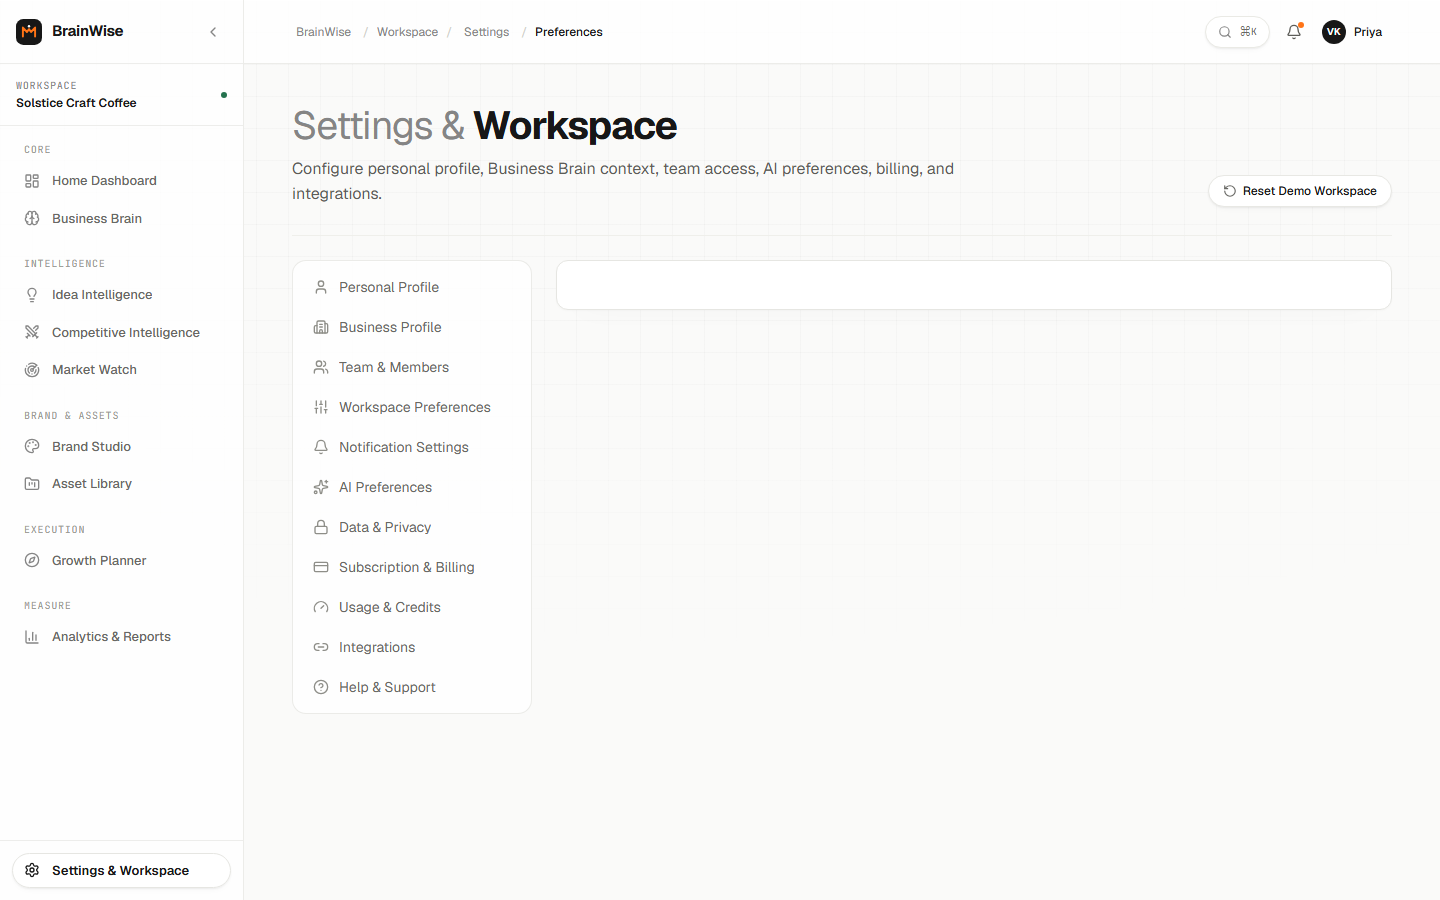 BrainWise
WORKSPACE
Solstice Craft Coffee
CORE
Home Dashboard
Business Brain
INTELLIGENCE
Idea Intelligence
Competitive Intelligence
Market Watch
BRAND & ASSETS
Brand Studio
Asset Library
EXECUTION
Growth Planner
MEASURE
Analytics & Reports
Settings & Workspace
BrainWise / Workspace / Settings / Preferences
⌘K
VK Priya
Settings & Workspace
Configure personal profile, Business Brain context, team access, AI preferences, billing, and
integrations.
Reset Demo Workspace
Personal Profile
Business Profile
Team & Members
Workspace Preferences
Notification Settings
AI Preferences
Data & Privacy
Subscription & Billing
Usage & Credits
Integrations
Help & Support